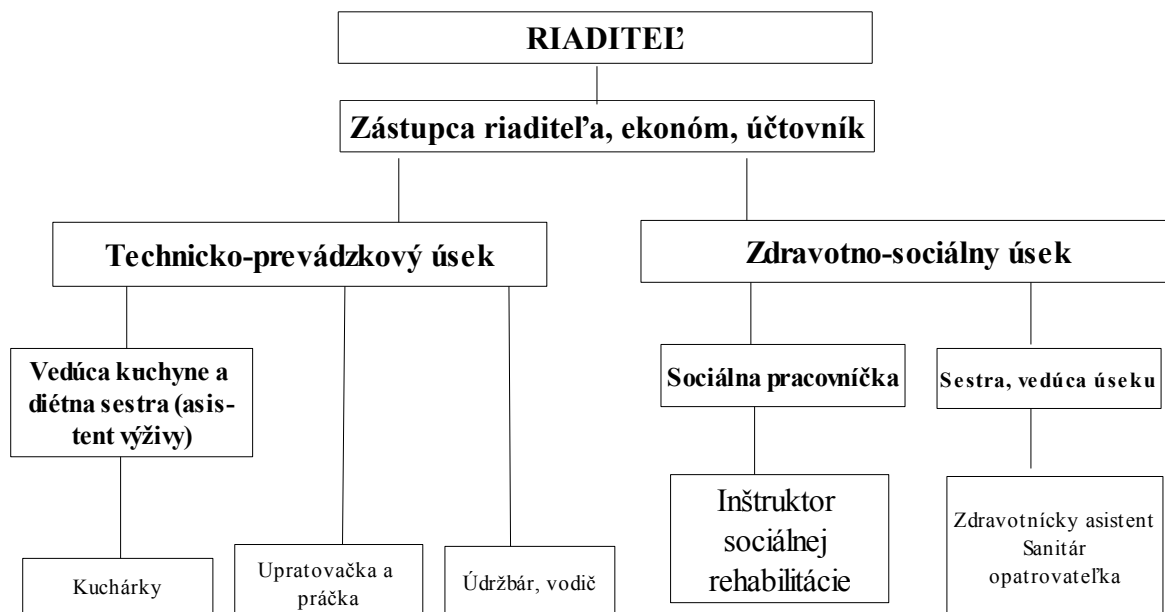 RIADITEĽ
Zástupca riaditeľa, ekonóm, účtovník
Technicko-prevádzkový úsek
Zdravotno-sociálny úsek
Vedúca kuchyne a
diétna sestra (asis-
tent výživy)
Sociálna pracovníčka
Sestra, vedúca úseku
Kuchárky
Upratovačka a
práčka
Údržbár, vodič
Inštruktor
sociálnej
rehabilitácie
Zdravotnícky asistent
Sanitár
opatrovateľka